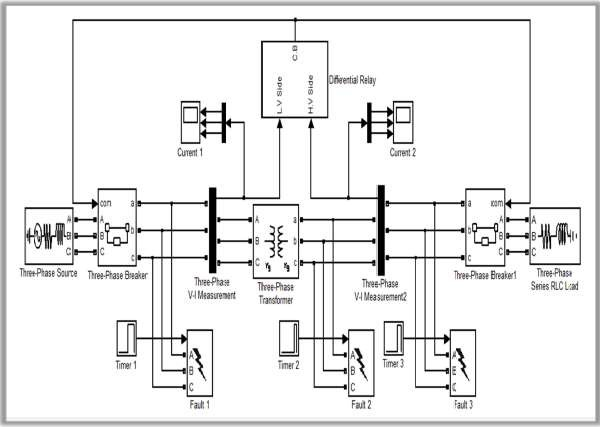 C.B
L.V Side
H.V Side
Differential Relay
Current 1
Current 2
com
a
A
A
B
B
b
C
C
c
Three-Phase Source
Three-Phase Breaker
Three-Phase
V-I Measurement
A
a
B
b
C
c
Yg
Yg
Three-Phase
Transformer
Three-Phase
V-I Measurement2
a
com
A
A
b
B
B
c
C
C
Three-Phase Breaker1
Three-Phase
Series RLC Load
Timer 1
A
B
C
Fault 1
Timer 2
A
B
C
Fault 2
Timer 3
A
B
C
Fault 3